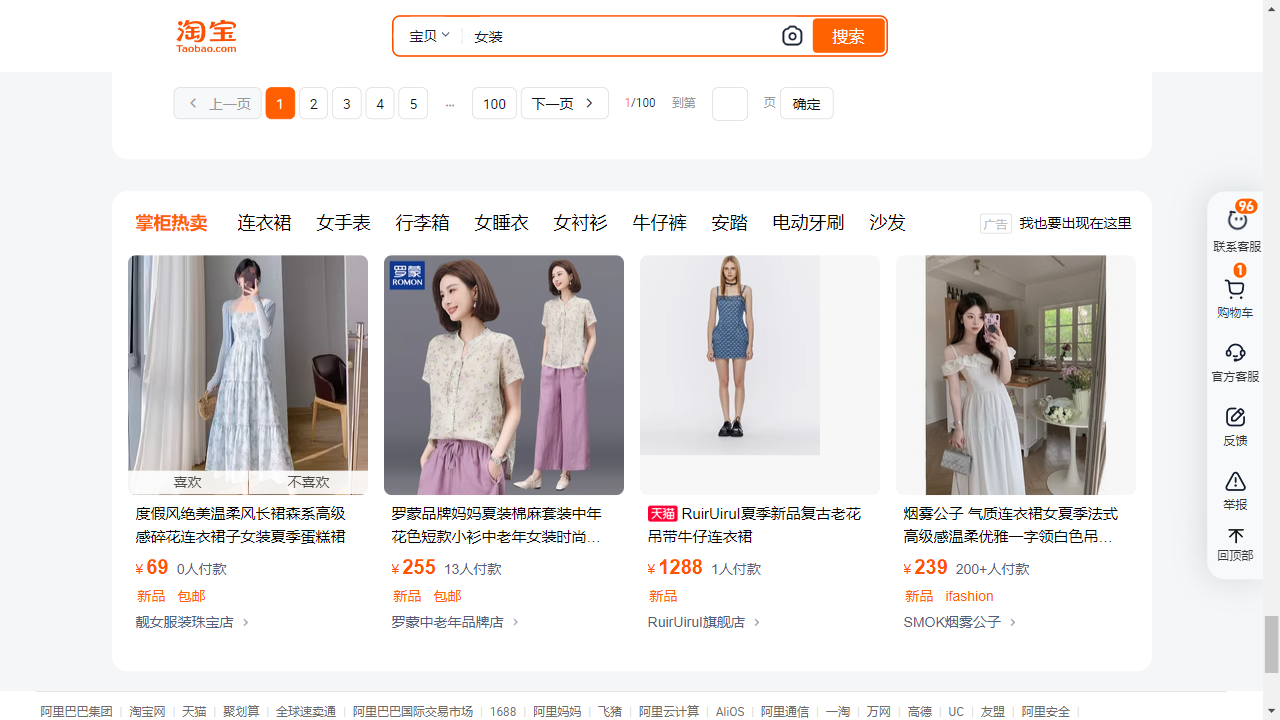 淘宝
Taobao.com
宝贝 女装 搜索
上一页 1 2 3 4 5 ... 100 下一页 1/100 到第 页 确定
掌柜热卖 连衣裙 女手表 行李箱 女睡衣 女衬衫 牛仔裤 安踏 电动牙刷 沙发 广告 我也要出现在这里
罗蒙
ROMON
喜欢 不喜欢
度假风绝美温柔风长裙森系高级
感碎花连衣裙子女装夏季蛋糕裙
¥69 0人付款
新品 包邮
靓女服装珠宝店
罗蒙品牌妈妈夏装棉麻套装中年
花色短款小衫中老年女装时尚...
¥255 13人付款
新品 包邮
罗蒙中老年品牌店
天猫 RuirUirul夏季新品复古老花
吊带牛仔连衣裙
¥1288 1人付款
新品
RuirUirul旗舰店
烟雾公子 气质连衣裙女夏季法式
高级感温柔优雅一字领白色吊...
¥239 200+人付款
新品 ifashion
SMOK烟雾公子
96
联系客服
1
购物车
官方客服
反馈
举报
回顶部
阿里巴巴集团 | 淘宝网 | 天猫 | 聚划算 | 全球速卖通 | 阿里巴巴国际交易市场 | 1688 | 阿里妈妈 | 飞猪 | 阿里云计算 | AliOS | 阿里通信 | 一淘 | 万网 | 高德 | UC | 友盟 | 阿里安全 |